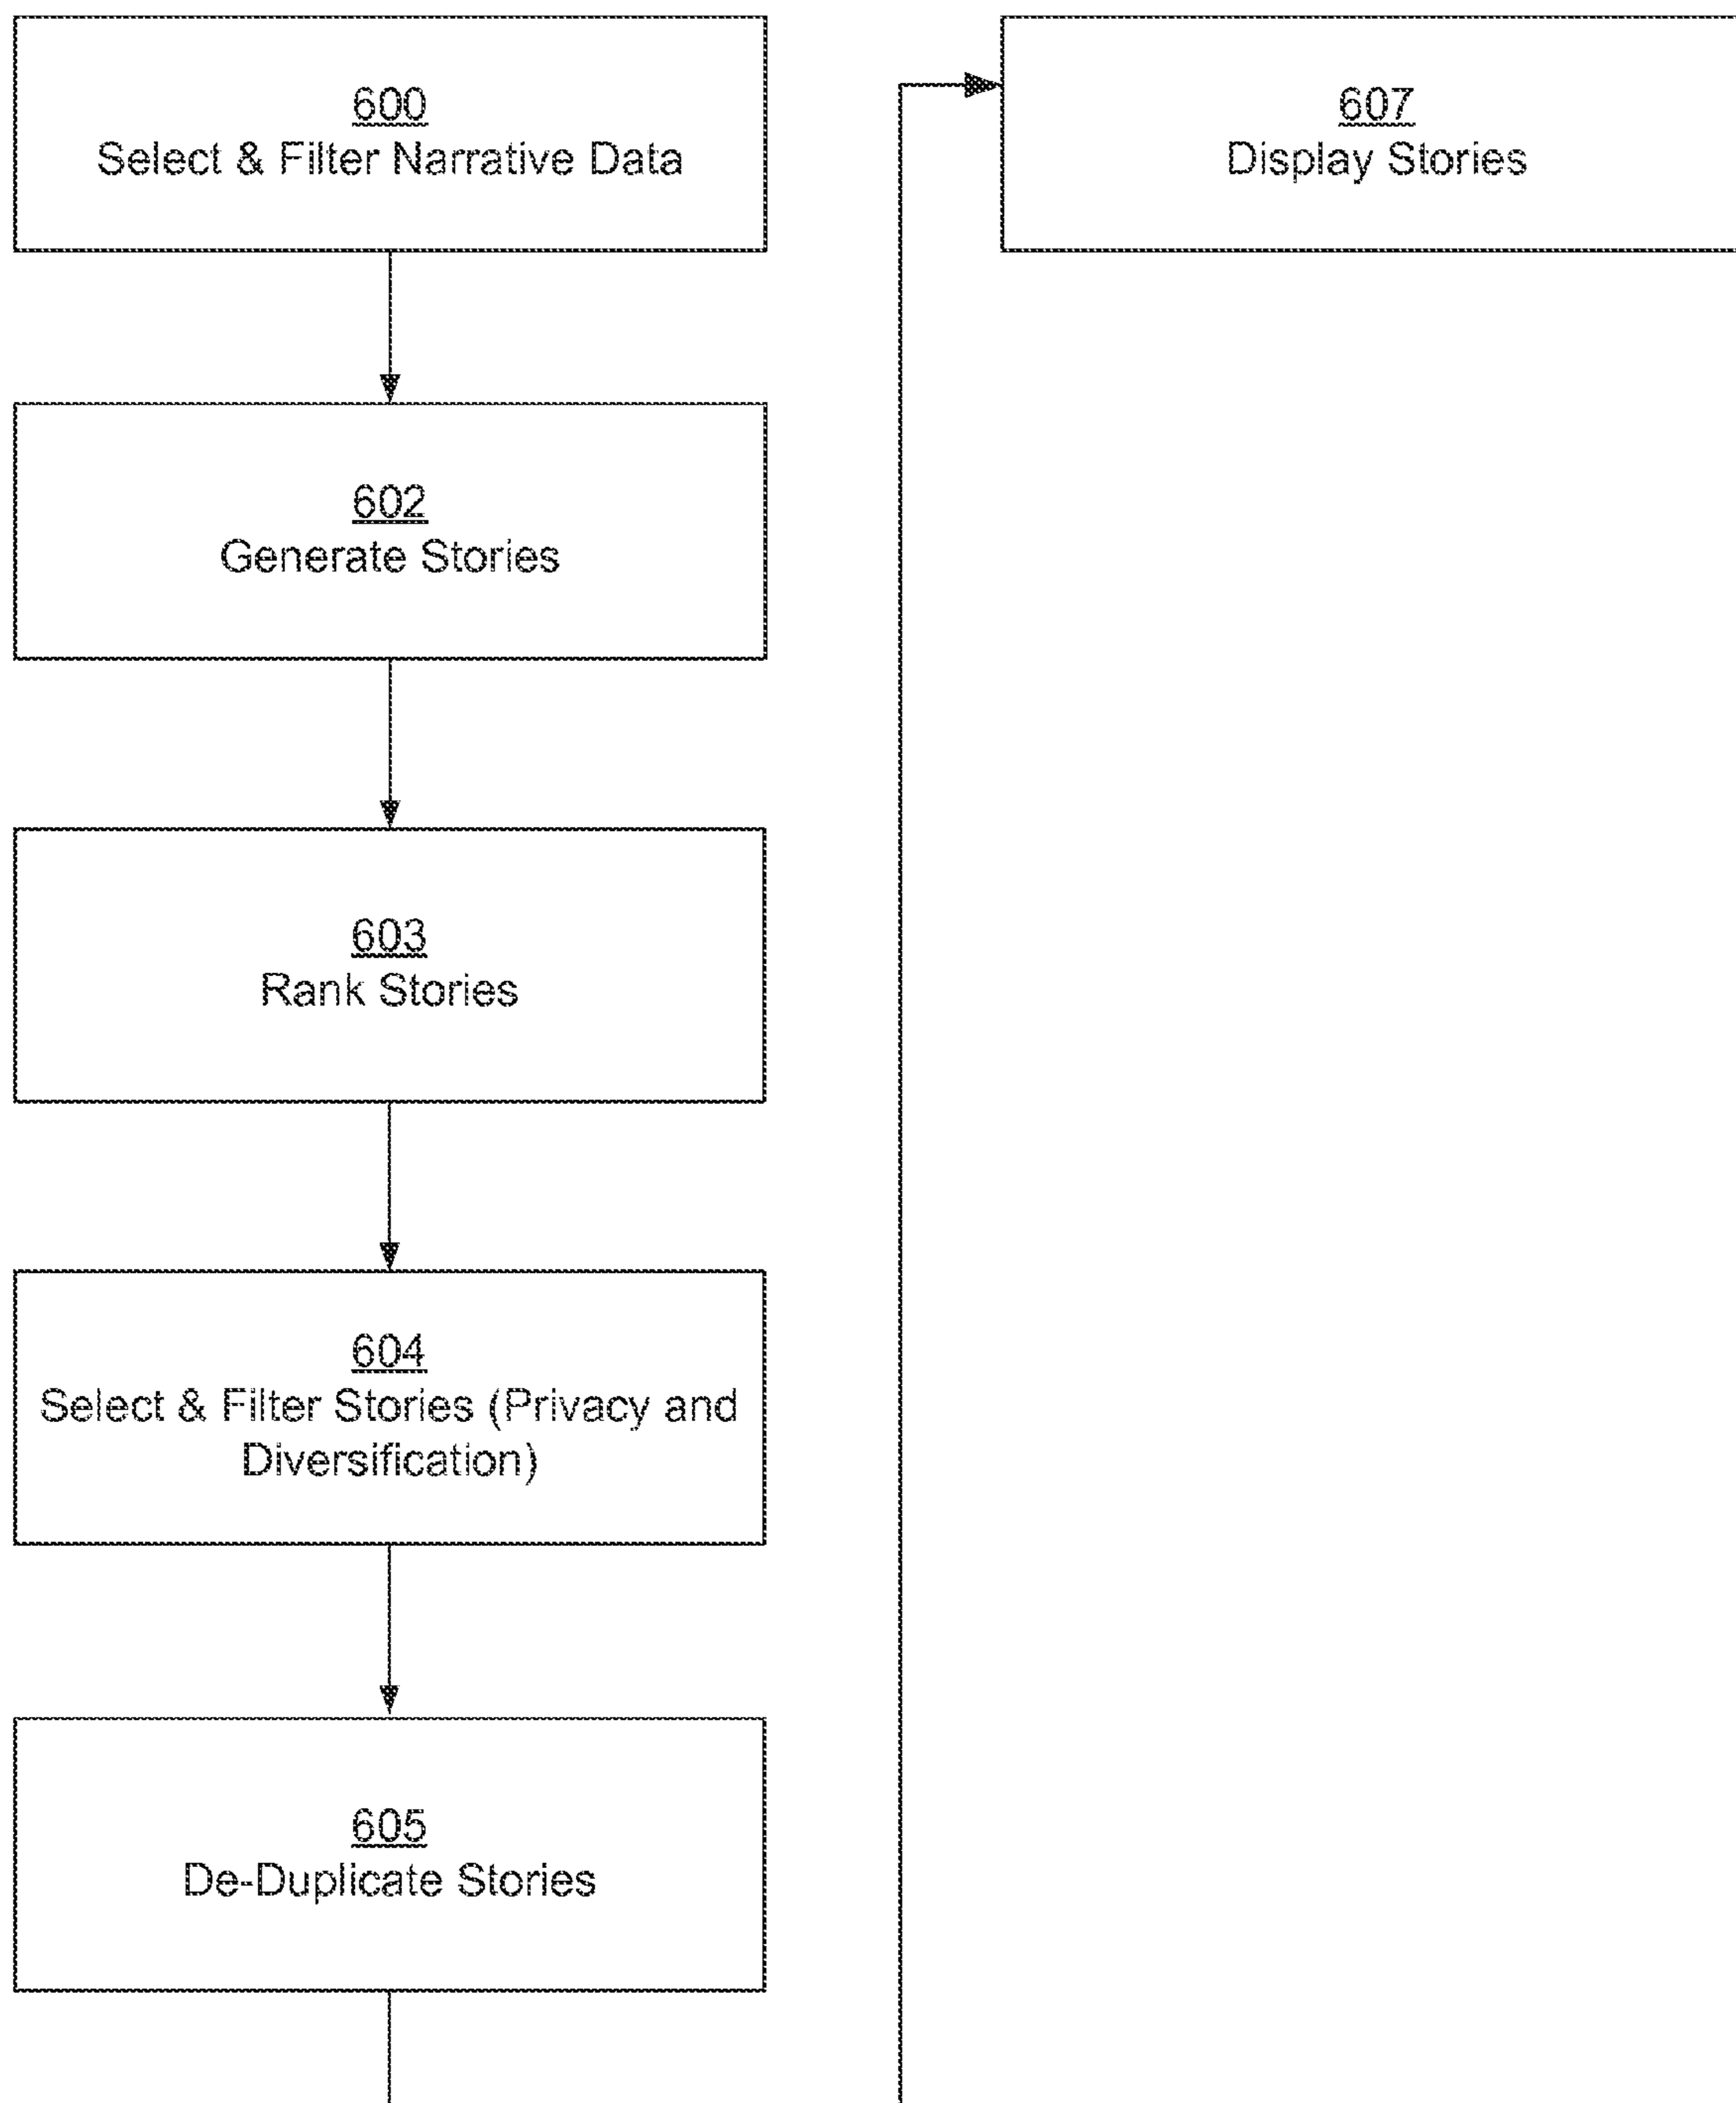 600
Select & Filter Narrative Data
602
Generate Stories
603
Rank Stories
604
Select & Filter Stories (Privacy and
Diversification)
605
De-Duplicate Stories
607
Display Stories